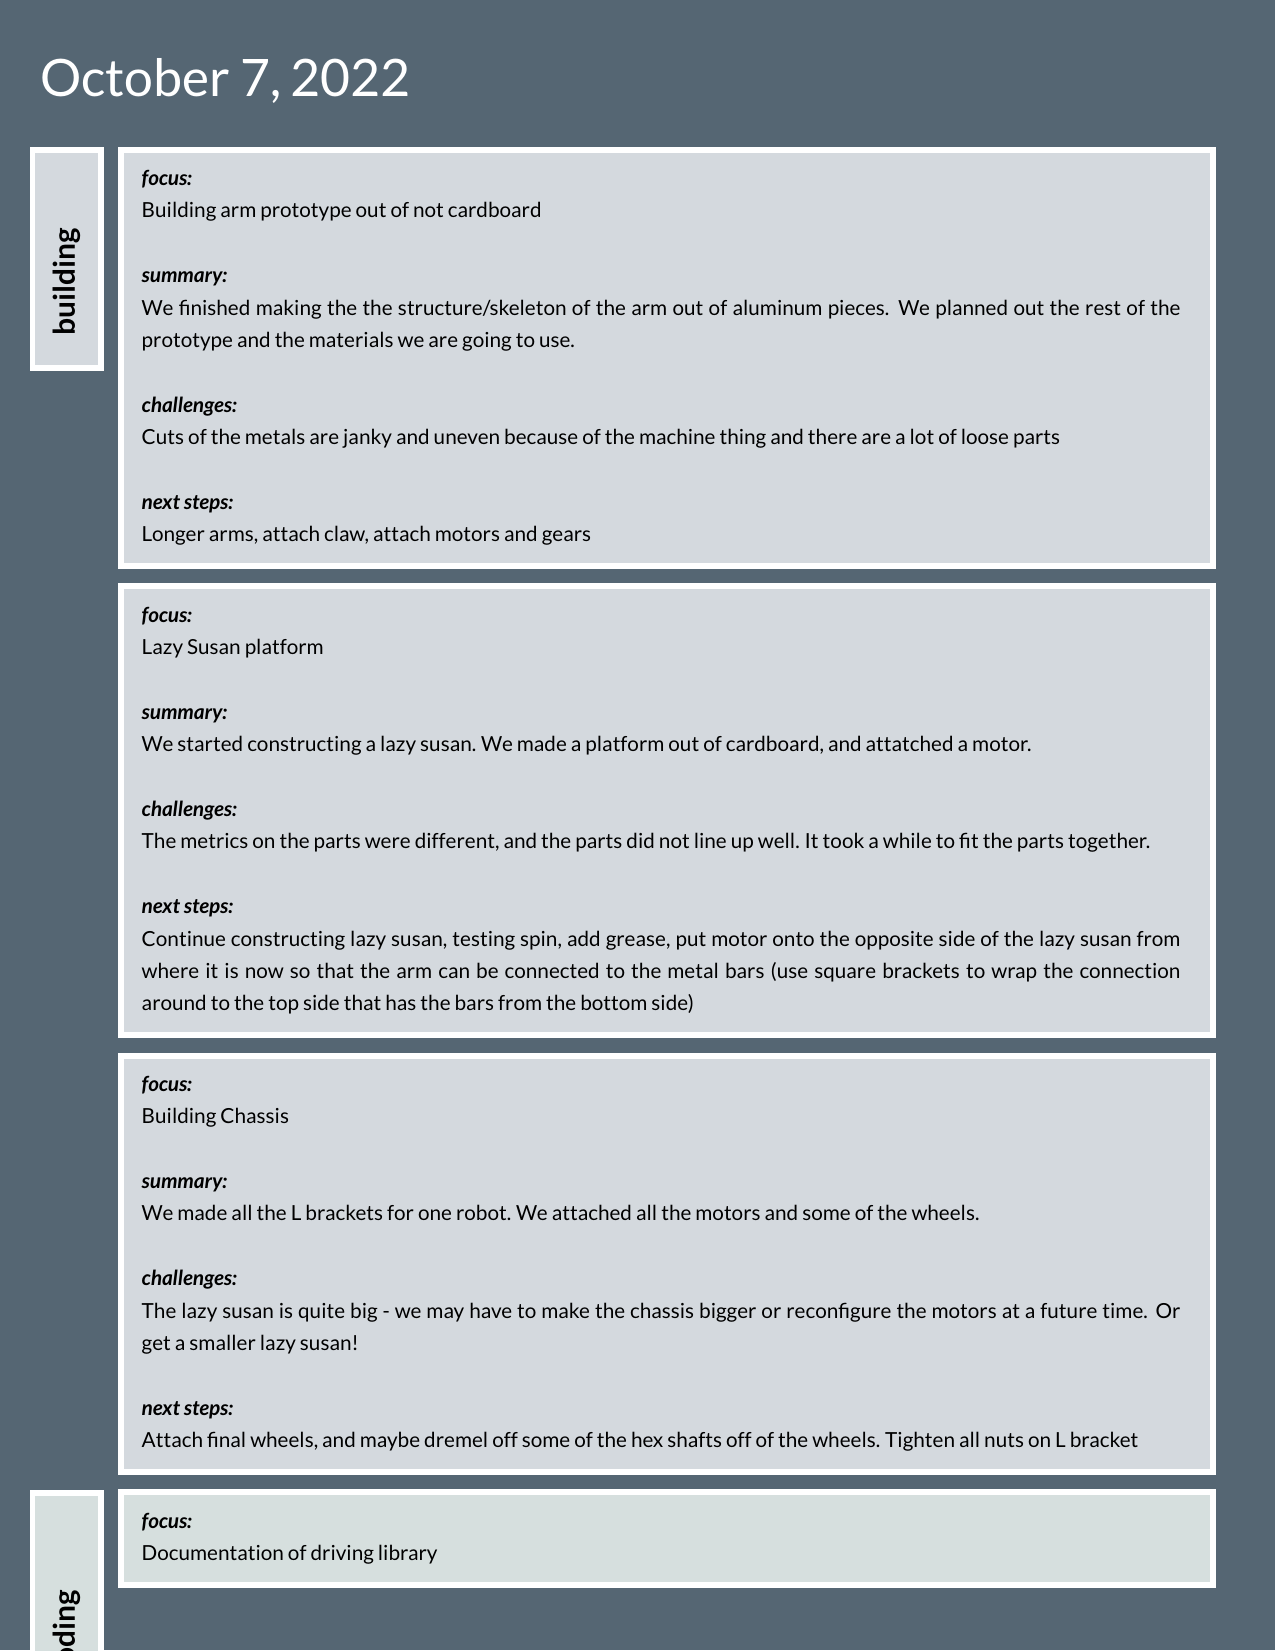 October 7, 2022
building
focus:
Building arm prototype out of not cardboard
summary:
We finished making the the structure/skeleton of the arm out of aluminum pieces. We planned out the rest of the
prototype and the materials we are going to use.
challenges:
Cuts of the metals are janky and uneven because of the machine thing and there are a lot of loose parts
next steps:
Longer arms, attach claw, attach motors and gears
focus:
Lazy Susan platform
summary:
We started constructing a lazy susan. We made a platform out of cardboard, and attatched a motor.
challenges:
The metrics on the parts were different, and the parts did not line up well. It took a while to fit the parts together.
next steps:
Continue constructing lazy susan, testing spin, add grease, put motor onto the opposite side of the lazy susan from
where it is now so that the arm can be connected to the metal bars (use square brackets to wrap the connection
around to the top side that has the bars from the bottom side)
focus:
Building Chassis
summary:
We made all the L brackets for one robot. We attached all the motors and some of the wheels.
challenges:
The lazy susan is quite big - we may have to make the chassis bigger or reconfigure the motors at a future time. Or
get a smaller lazy susan!
next steps:
Attach final wheels, and maybe dremel off some of the hex shafts off of the wheels. Tighten all nuts on L bracket
focus:
Documentation of driving library